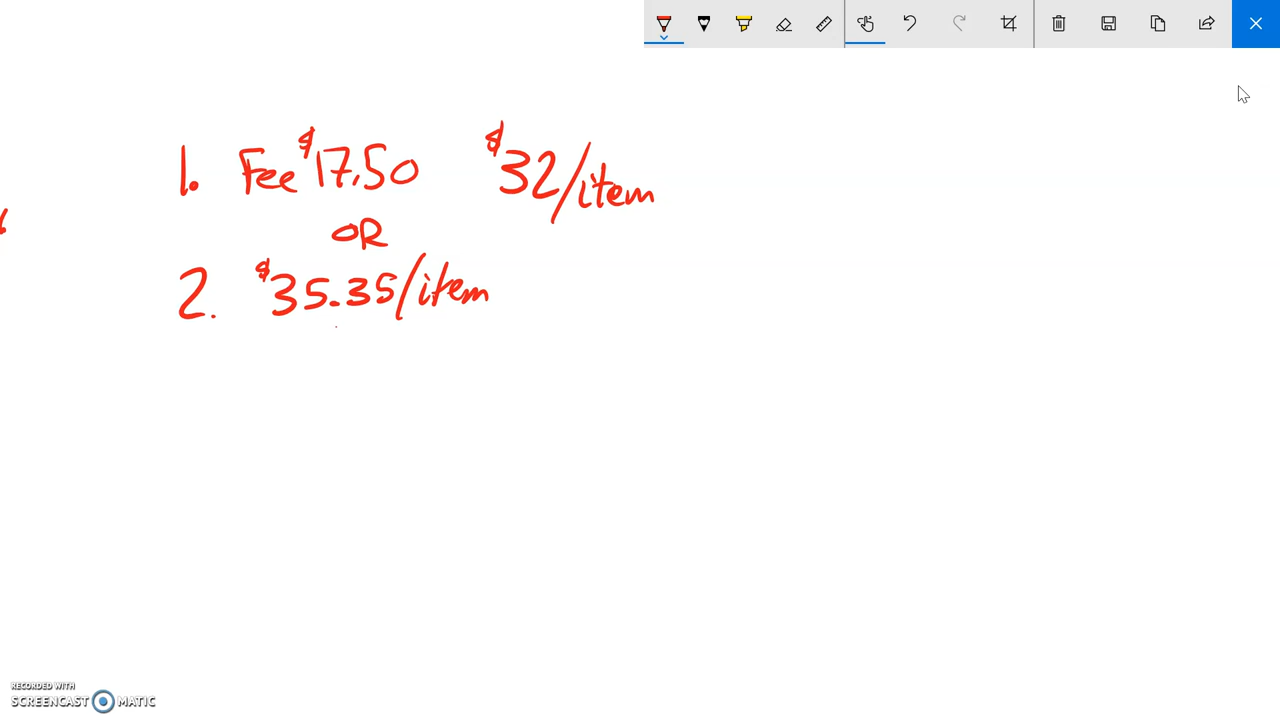 1. Fee $17.50 $32/item
OR
2. $35.35/item
RECORDED WITH
SCREENCAST MATIC